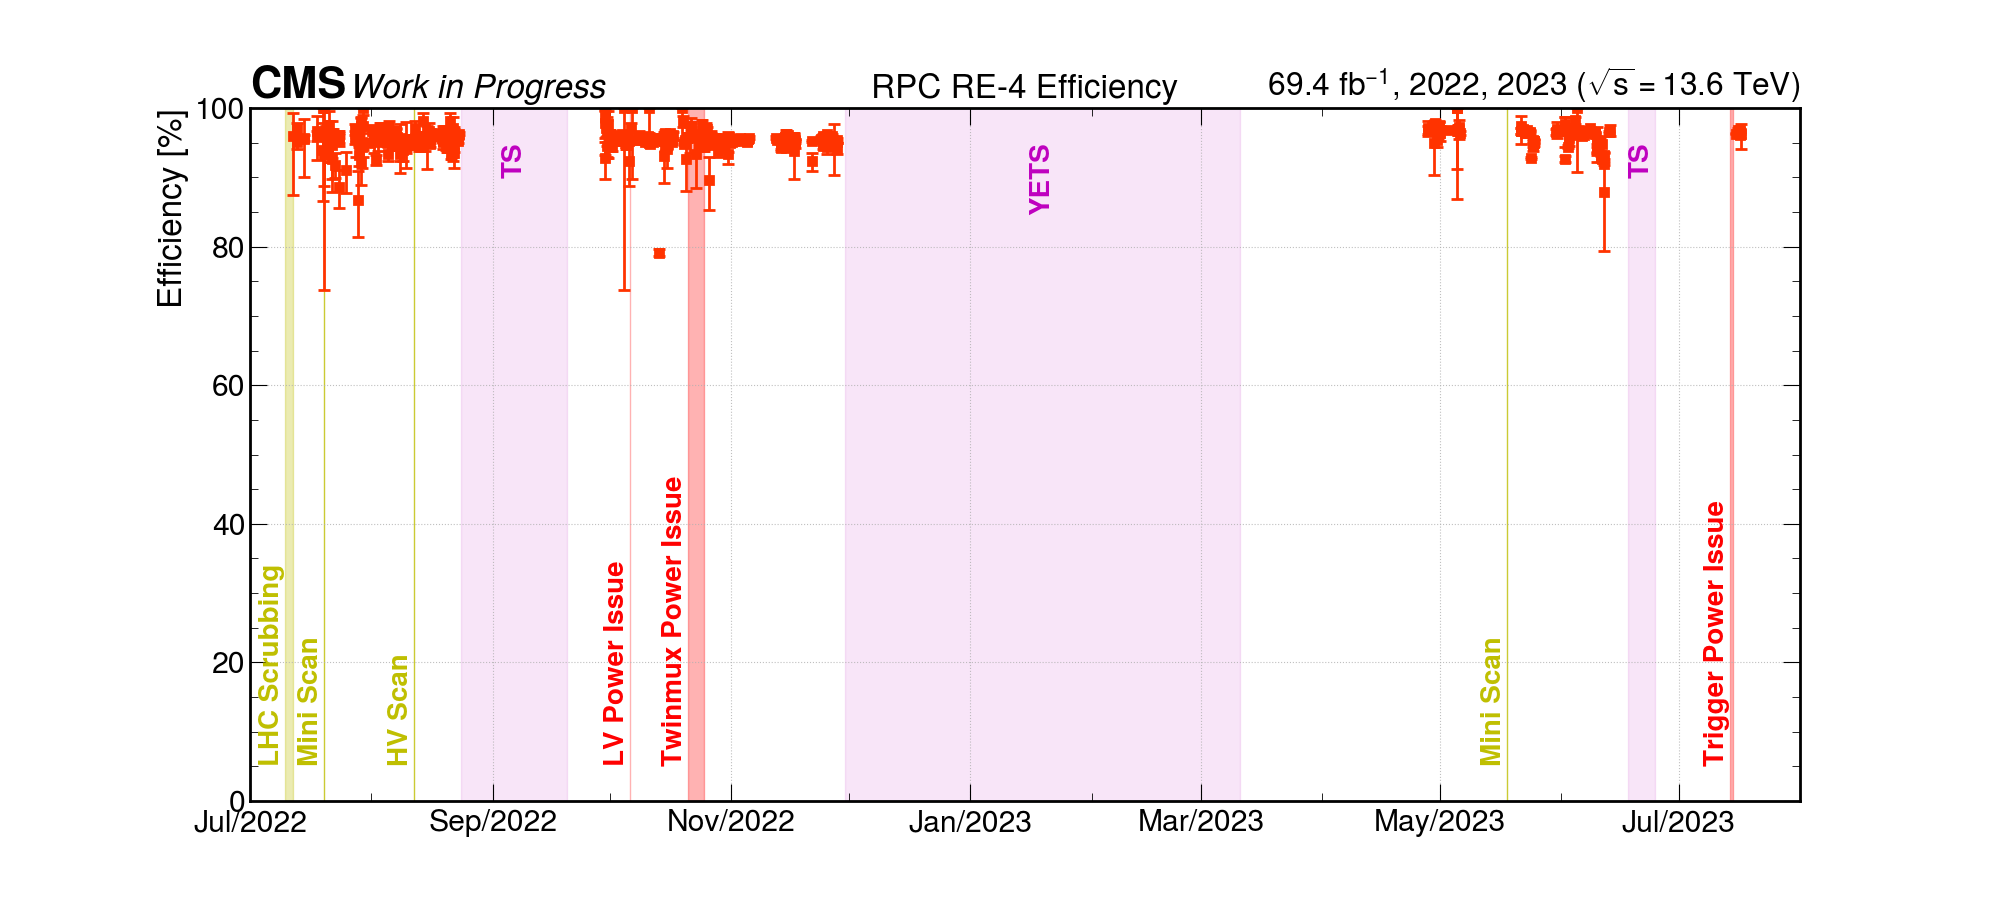 CMS Work in Progress
RPC RE-4 Efficiency
69.4 fb⁻¹, 2022, 2023 (√s = 13.6 TeV)
Efficiency [%]
100
80
60
40
20
0
TS
YETS
TS
LHC Scrubbing
Mini Scan
HV Scan
LV Power Issue
Twinmux Power Issue
Mini Scan
Trigger Power Issue
Jul/2022 Sep/2022 Nov/2022 Jan/2023 Mar/2023 May/2023 Jul/2023